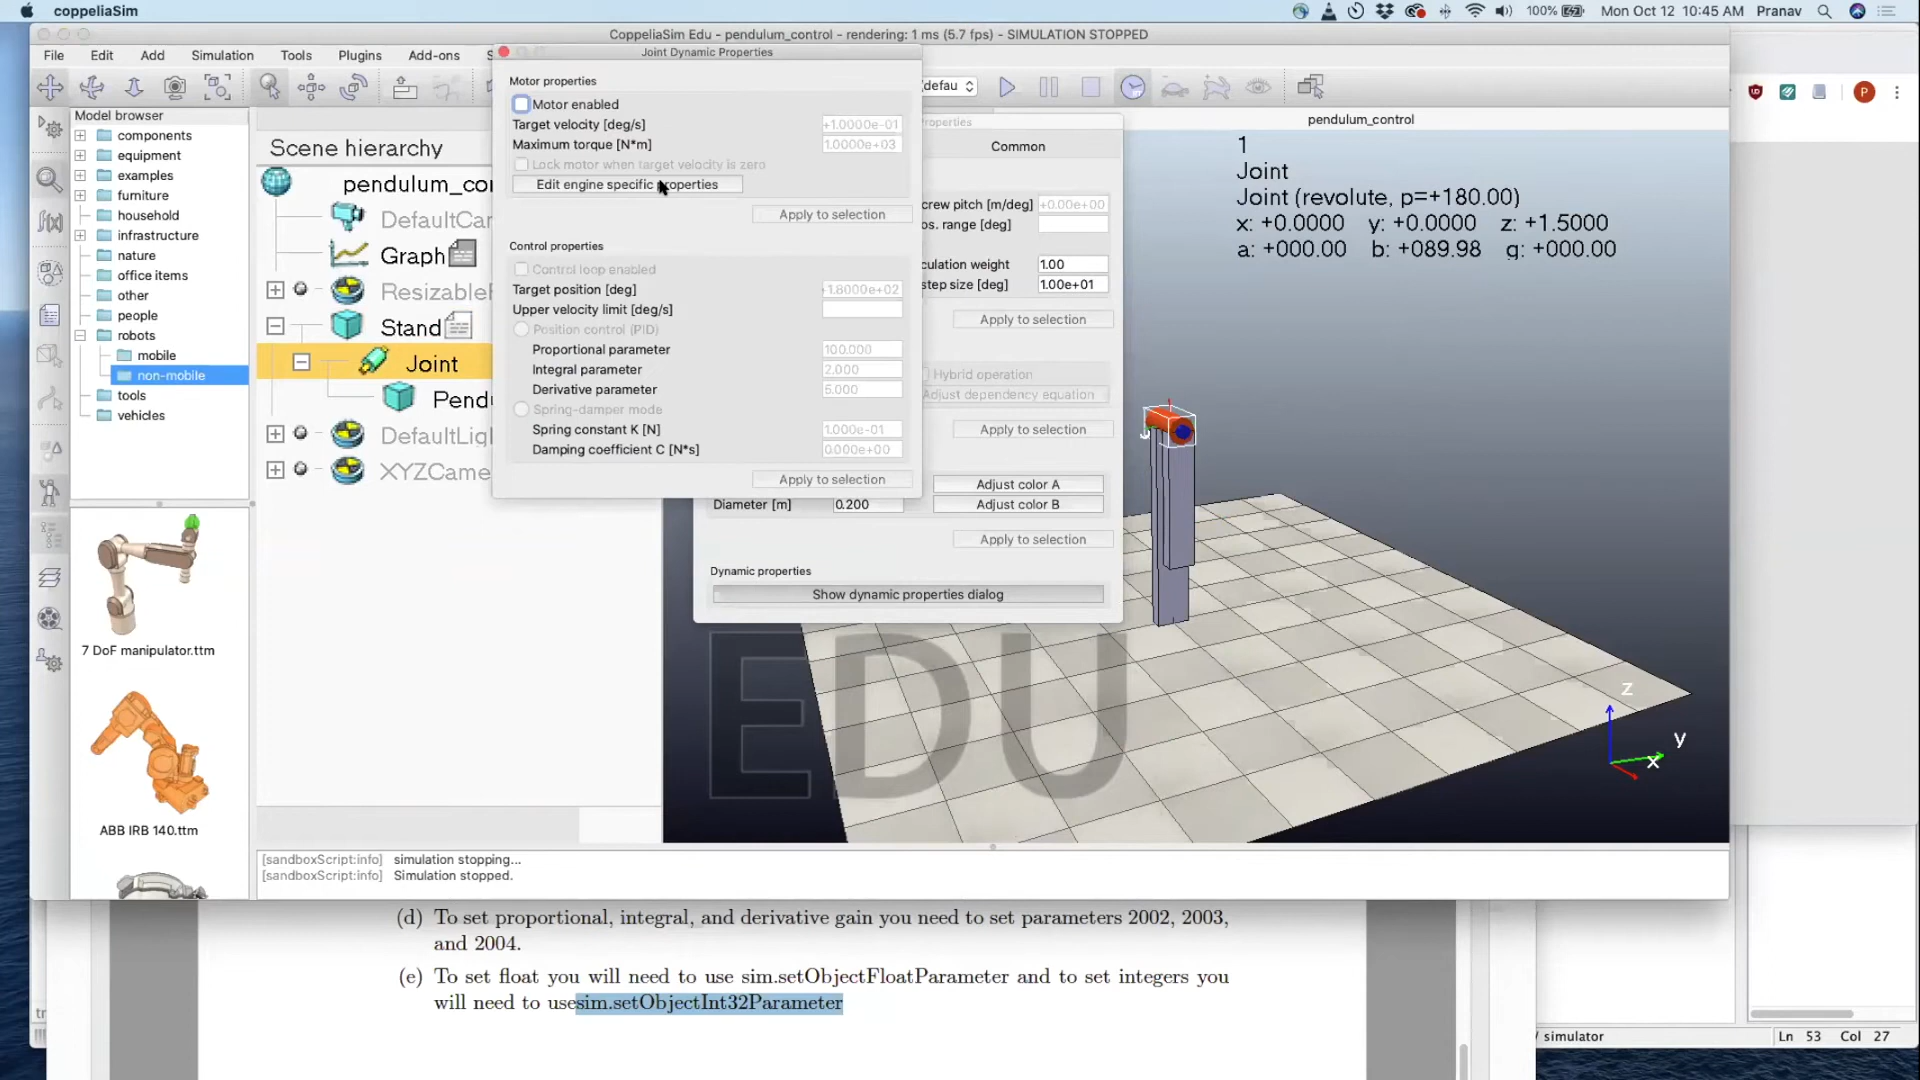 coppeliaSim
100%
Mon Oct 12 10:45 AM
Pranav
CoppeliaSim Edu - pendulum_control - rendering: 1 ms (5.7 fps) - SIMULATION STOPPED
File
Edit
Add
Simulation
Tools
Plugins
Add-ons
Joint Dynamic Properties
Motor properties
Motor enabled
Target velocity [deg/s]
+1.0000e-01
Maximum torque [N*m]
1.0000e+03
Lock motor when target velocity is zero
Edit engine specific properties
Apply to selection
Control properties
Control loop enabled
Target position [deg]
1.8000e+02
Upper velocity limit [deg/s]
Position control (PID)
Proportional parameter
100.000
Integral parameter
2.000
Derivative parameter
5.000
Spring-damper mode
Spring constant K [N]
1.000e-01
Damping coefficient C [N*s]
0.000e+00
Apply to selection
Model browser
components
equipment
examples
furniture
household
infrastructure
nature
office items
other
people
robots
mobile
non-mobile
tools
vehicles
7 DoF manipulator.ttm
ABB IRB 140.ttm
Scene hierarchy
pendulum_co
DefaultCa
Graph
Resizable
Stand
Joint
Pend
DefaultLig
XYZCame
(defau
roperties
Common
crew pitch [m/deg]
+0.00e+00
os. range [deg]
culation weight
1.00
step size [deg]
1.00e+01
Apply to selection
Hybrid operation
Adjust dependency equation
Apply to selection
Adjust color A
Diameter [m]
0.200
Adjust color B
Apply to selection
Dynamic properties
Show dynamic properties dialog
pendulum_control
1
Joint
Joint (revolute, p=+180.00)
x: +0.0000 y: +0.0000 z: +1.5000
a: +000.00 b: +089.98 g: +000.00
EDU
z
y
x
[sandboxScript:info] simulation stopping...
[sandboxScript:info] Simulation stopped.
(d) To set proportional, integral, and derivative gain you need to set parameters 2002, 2003,
and 2004.
(e) To set float you will need to use sim.setObjectFloatParameter and to set integers you
will need to usesim.setObjectInt32Parameter
tr
/ simulator
Ln 53 Col 27
P